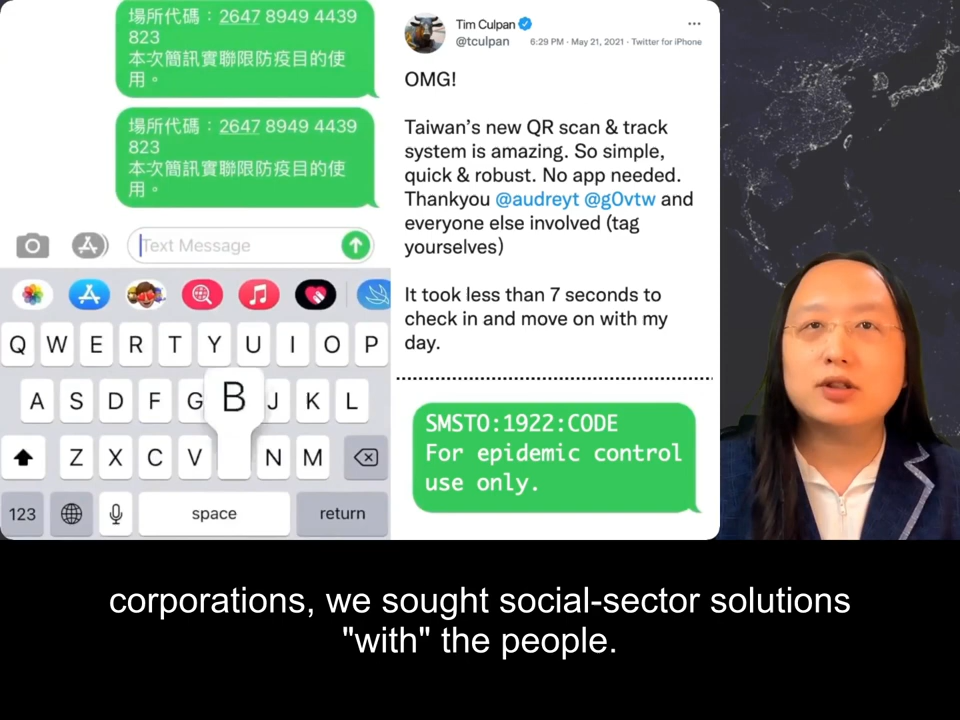 場所代碼：2647 8949 4439
823
本次簡訊實聯限防疫目的使
用。
場所代碼：2647 8949 4439
823
本次簡訊實聯限防疫目的使
用。
Text Message
Q W E R T Y U I O P
A S D F G B J K L
Z X C V N M
123 space return
Tim Culpan
@tculpan 6:29 PM · May 21, 2021 · Twitter for iPhone
OMG!
Taiwan's new QR scan & track
system is amazing. So simple,
quick & robust. No app needed.
Thankyou @audreyt @g0vtw and
everyone else involved (tag
yourselves)
It took less than 7 seconds to
check in and move on with my
day.
SMSTO:1922:CODE
For epidemic control
use only.
corporations, we sought social-sector solutions
"with" the people.